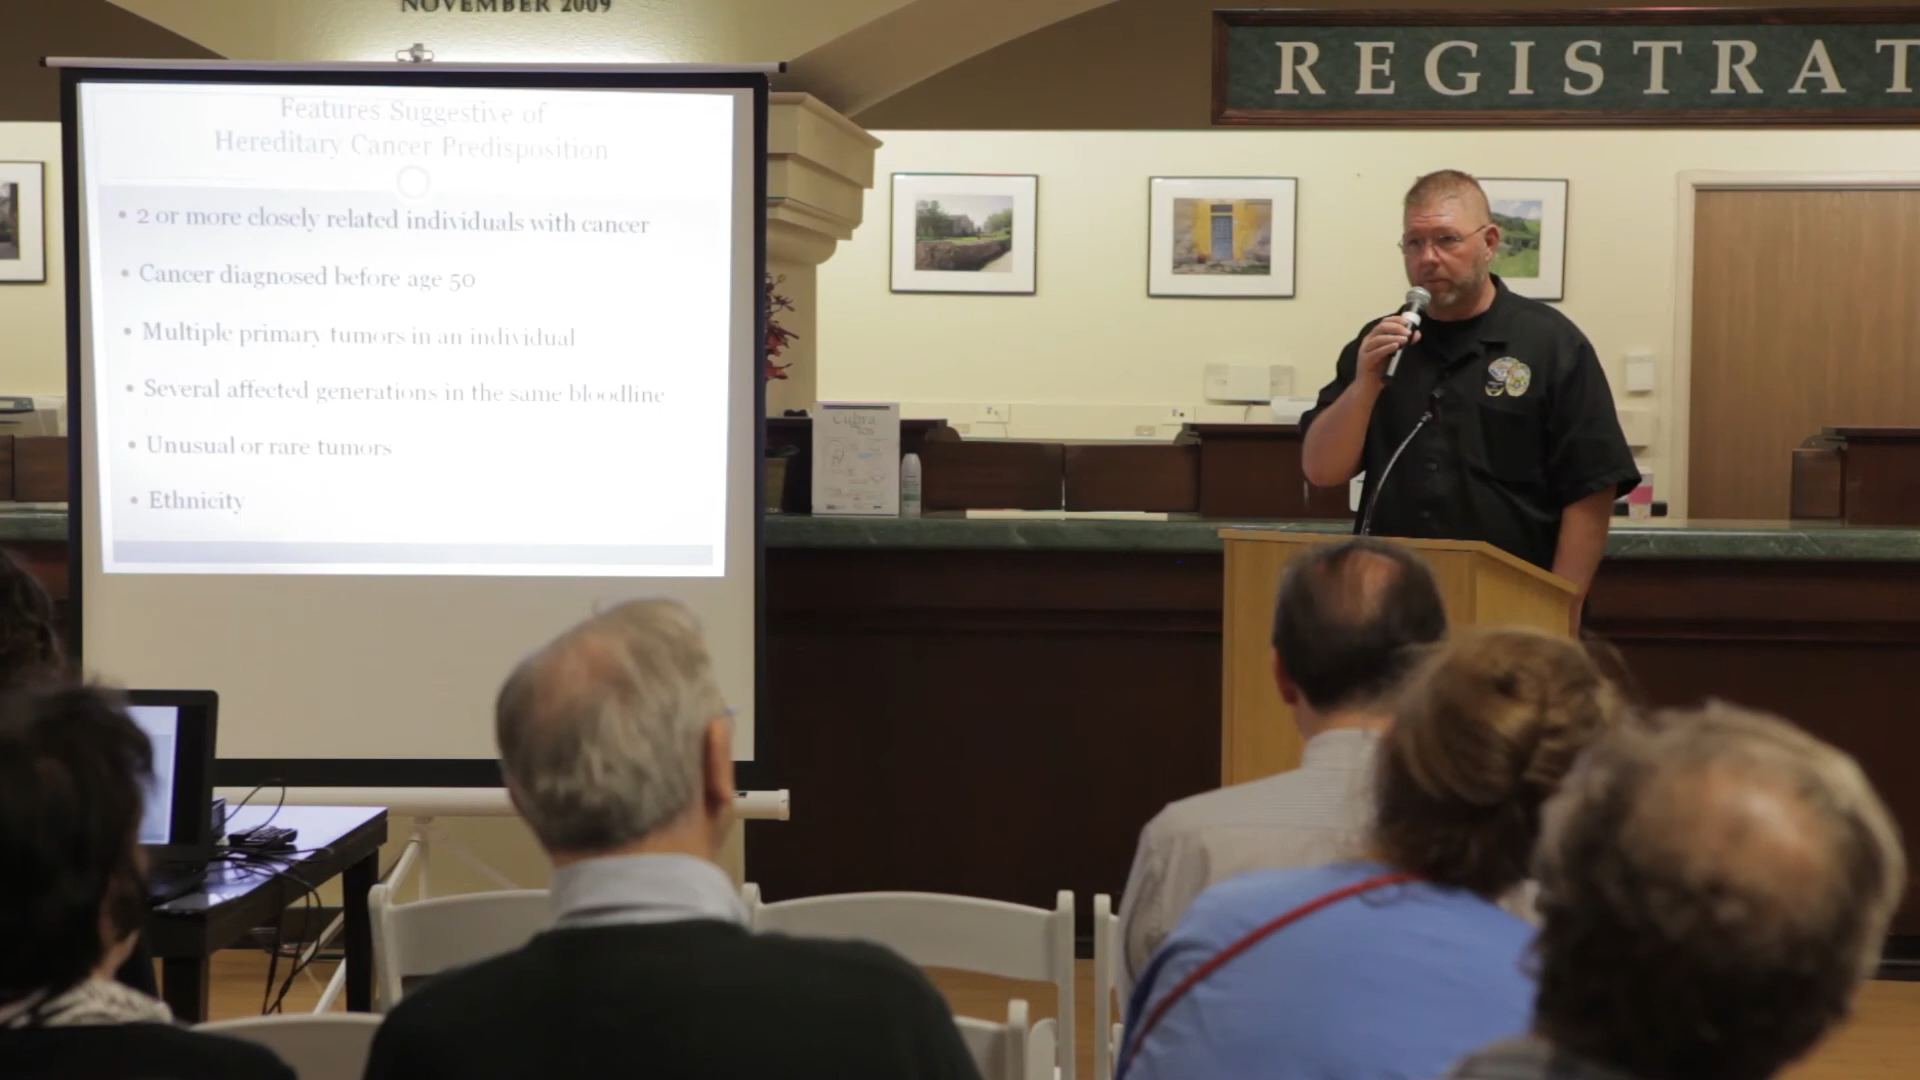 NOVEMBER 2009
REGISTRAT
Features Suggestive of
Hereditary Cancer Predisposition
• 2 or more closely related individuals with cancer
• Cancer diagnosed before age 50
• Multiple primary tumors in an individual
• Several affected generations in the same bloodline
• Unusual or rare tumors
• Ethnicity